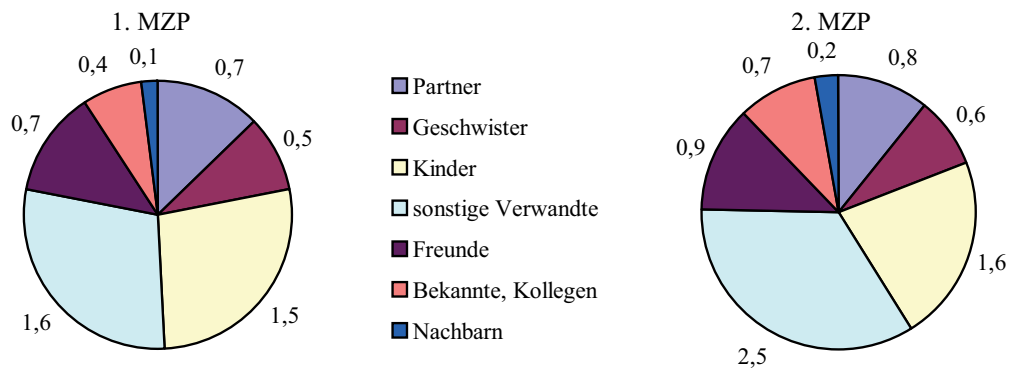 1. MZP
0,1
0,4
0,7
0,7
0,5
1,6
1,5
Partner
Geschwister
Kinder
sonstige Verwandte
Freunde
Bekannte, Kollegen
Nachbarn
2. MZP
0,2
0,7
0,8
0,6
0,9
1,6
2,5